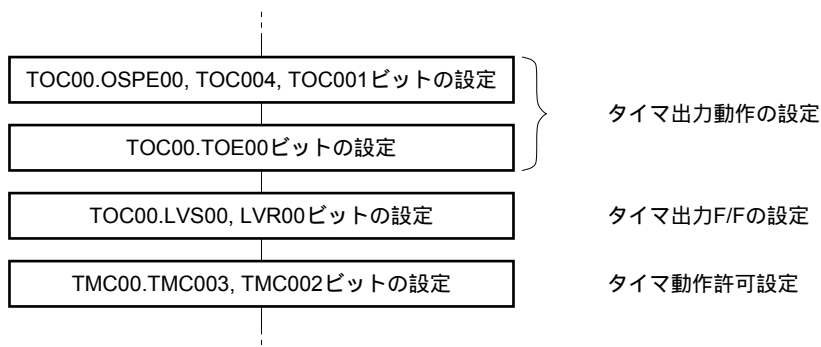 TOC00.OSPE00, TOC004, TOC001ビットの設定
タイマ出力動作の設定
TOC00.TOE00ビットの設定
TOC00.LVS00, LVR00ビットの設定
タイマ出力F/Fの設定
TMC00.TMC003, TMC002ビットの設定
タイマ動作許可設定